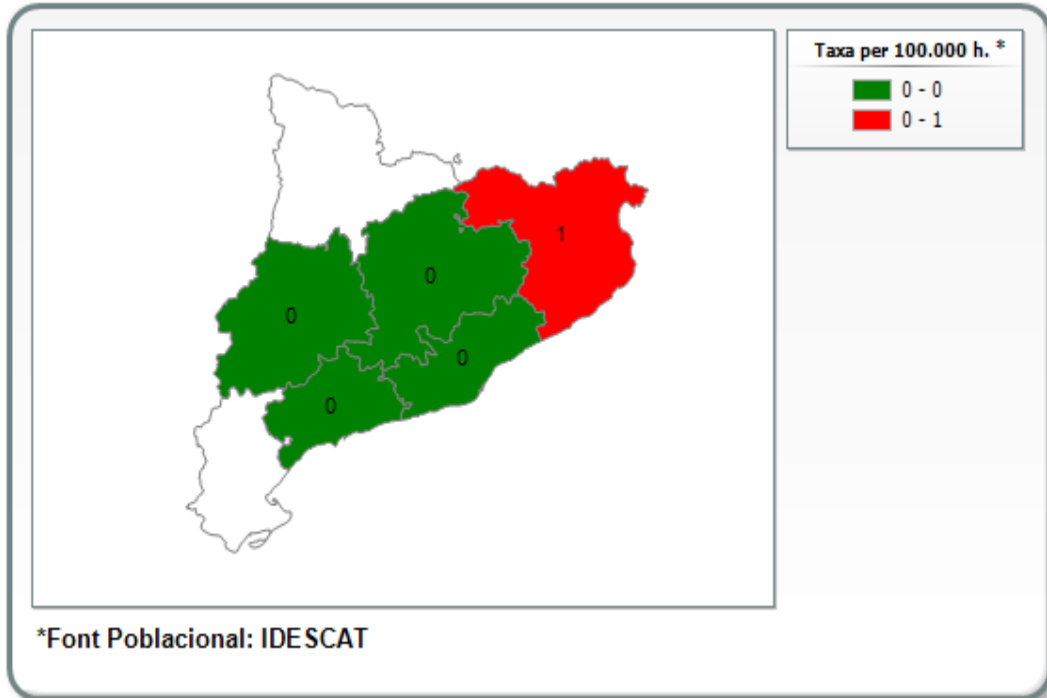 Taxa per 100.000 h. *
0 - 0
0 - 1
1
0
0
0
0
*Font Poblacional: IDESCAT